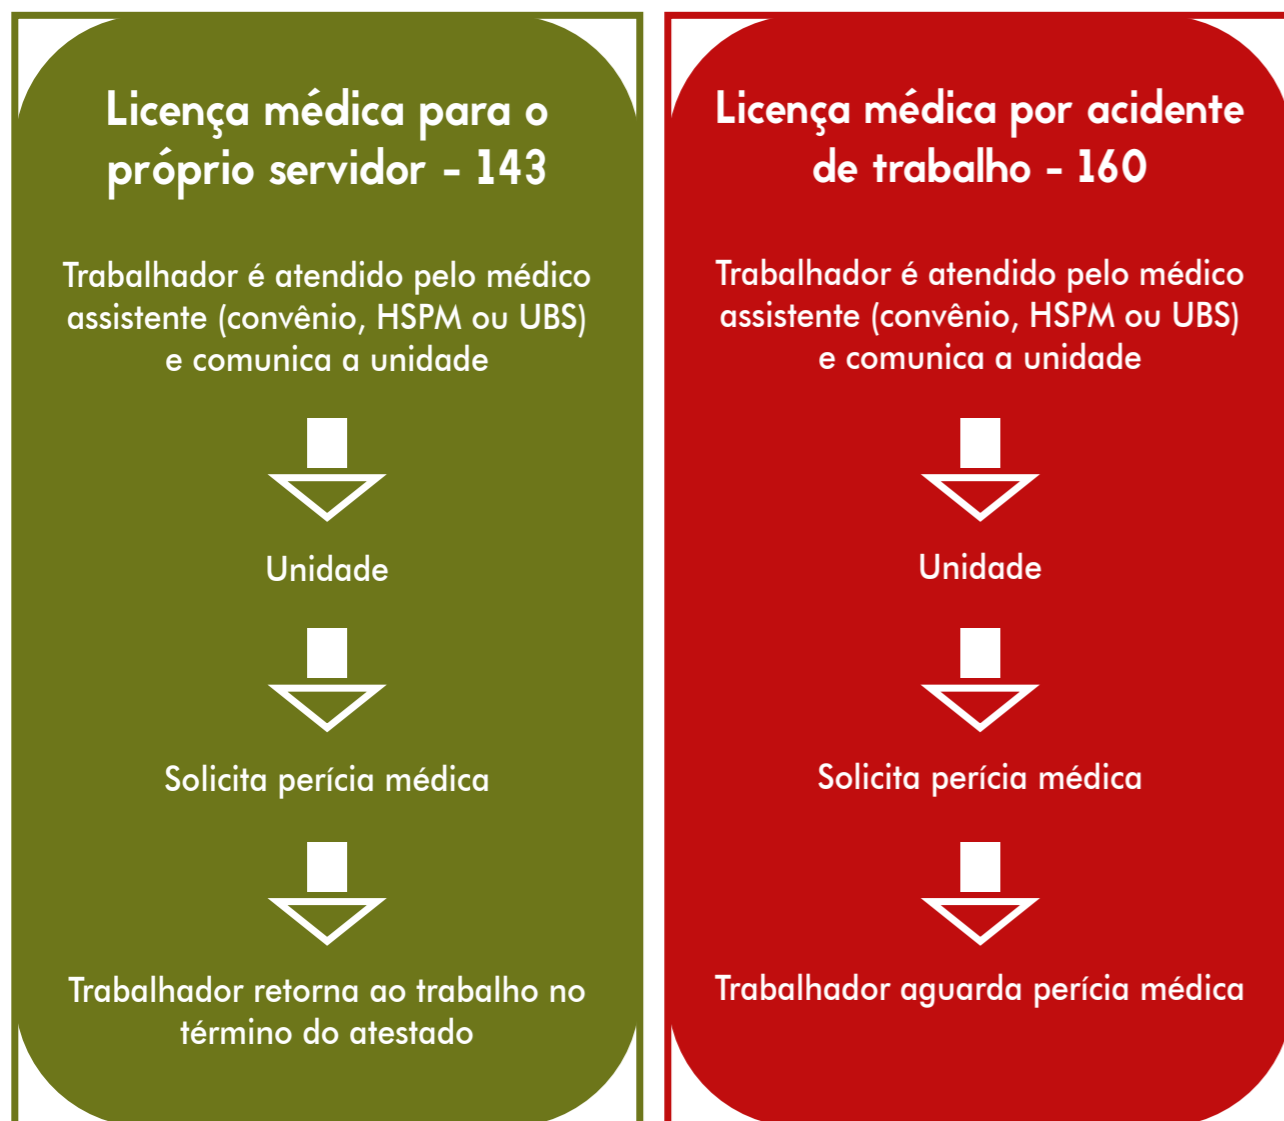 Licença médica para o
próprio servidor - 143
Trabalhador é atendido pelo médico
assistente (convênio, HSPM ou UBS)
e comunica a unidade
Unidade
Solicita perícia médica
Trabalhador retorna ao trabalho no
término do atestado
Licença médica por acidente
de trabalho - 160
Trabalhador é atendido pelo médico
assistente (convênio, HSPM ou UBS)
e comunica a unidade
Unidade
Solicita perícia médica
Trabalhador aguarda perícia médica